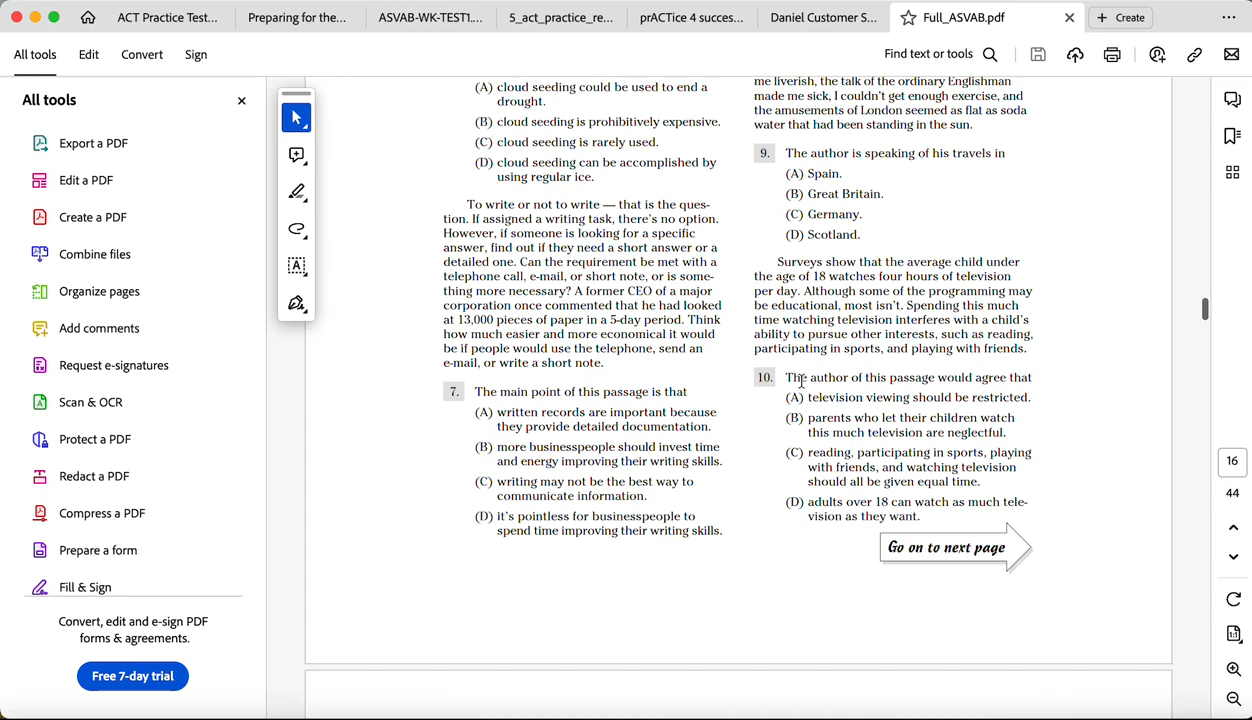 ACT Practice Test...
Preparing for the...
ASVAB-WK-TEST1....
5_act_practice_re...
prACTice 4 succes...
Daniel Customer S...
Full_ASVAB.pdf
+ Create
All tools
Edit
Convert
Sign
Find text or tools
All tools
Export a PDF
Edit a PDF
Create a PDF
Combine files
Organize pages
Add comments
Request e-signatures
Scan & OCR
Protect a PDF
Redact a PDF
Compress a PDF
Prepare a form
Fill & Sign
Convert, edit and e-sign PDF
forms & agreements.
Free 7-day trial
(A) cloud seeding could be used to end a
drought.
(B) cloud seeding is prohibitively expensive.
(C) cloud seeding is rarely used.
(D) cloud seeding can be accomplished by
using regular ice.
To write or not to write — that is the ques-
tion. If assigned a writing task, there's no option.
However, if someone is looking for a specific
answer, find out if they need a short answer or a
detailed one. Can the requirement be met with a
telephone call, e-mail, or short note, or is some-
thing more necessary? A former CEO of a major
corporation once commented that he had looked
at 13,000 pieces of paper in a 5-day period. Think
how much easier and more economical it would
be if people would use the telephone, send an
e-mail, or write a short note.
7. The main point of this passage is that
(A) written records are important because
they provide detailed documentation.
(B) more businesspeople should invest time
and energy improving their writing skills.
(C) writing may not be the best way to
communicate information.
(D) it's pointless for businesspeople to
spend time improving their writing skills.
me liverish, the talk of the ordinary Englishman
made me sick, I couldn't get enough exercise, and
the amusements of London seemed as flat as soda
water that had been standing in the sun.
9. The author is speaking of his travels in
(A) Spain.
(B) Great Britain.
(C) Germany.
(D) Scotland.
Surveys show that the average child under
the age of 18 watches four hours of television
per day. Although some of the programming may
be educational, most isn't. Spending this much
time watching television interferes with a child's
ability to pursue other interests, such as reading,
participating in sports, and playing with friends.
10. The author of this passage would agree that
(A) television viewing should be restricted.
(B) parents who let their children watch
this much television are neglectful.
(C) reading, participating in sports, playing
with friends, and watching television
should all be given equal time.
(D) adults over 18 can watch as much tele-
vision as they want.
Go on to next page
16
44
1:1